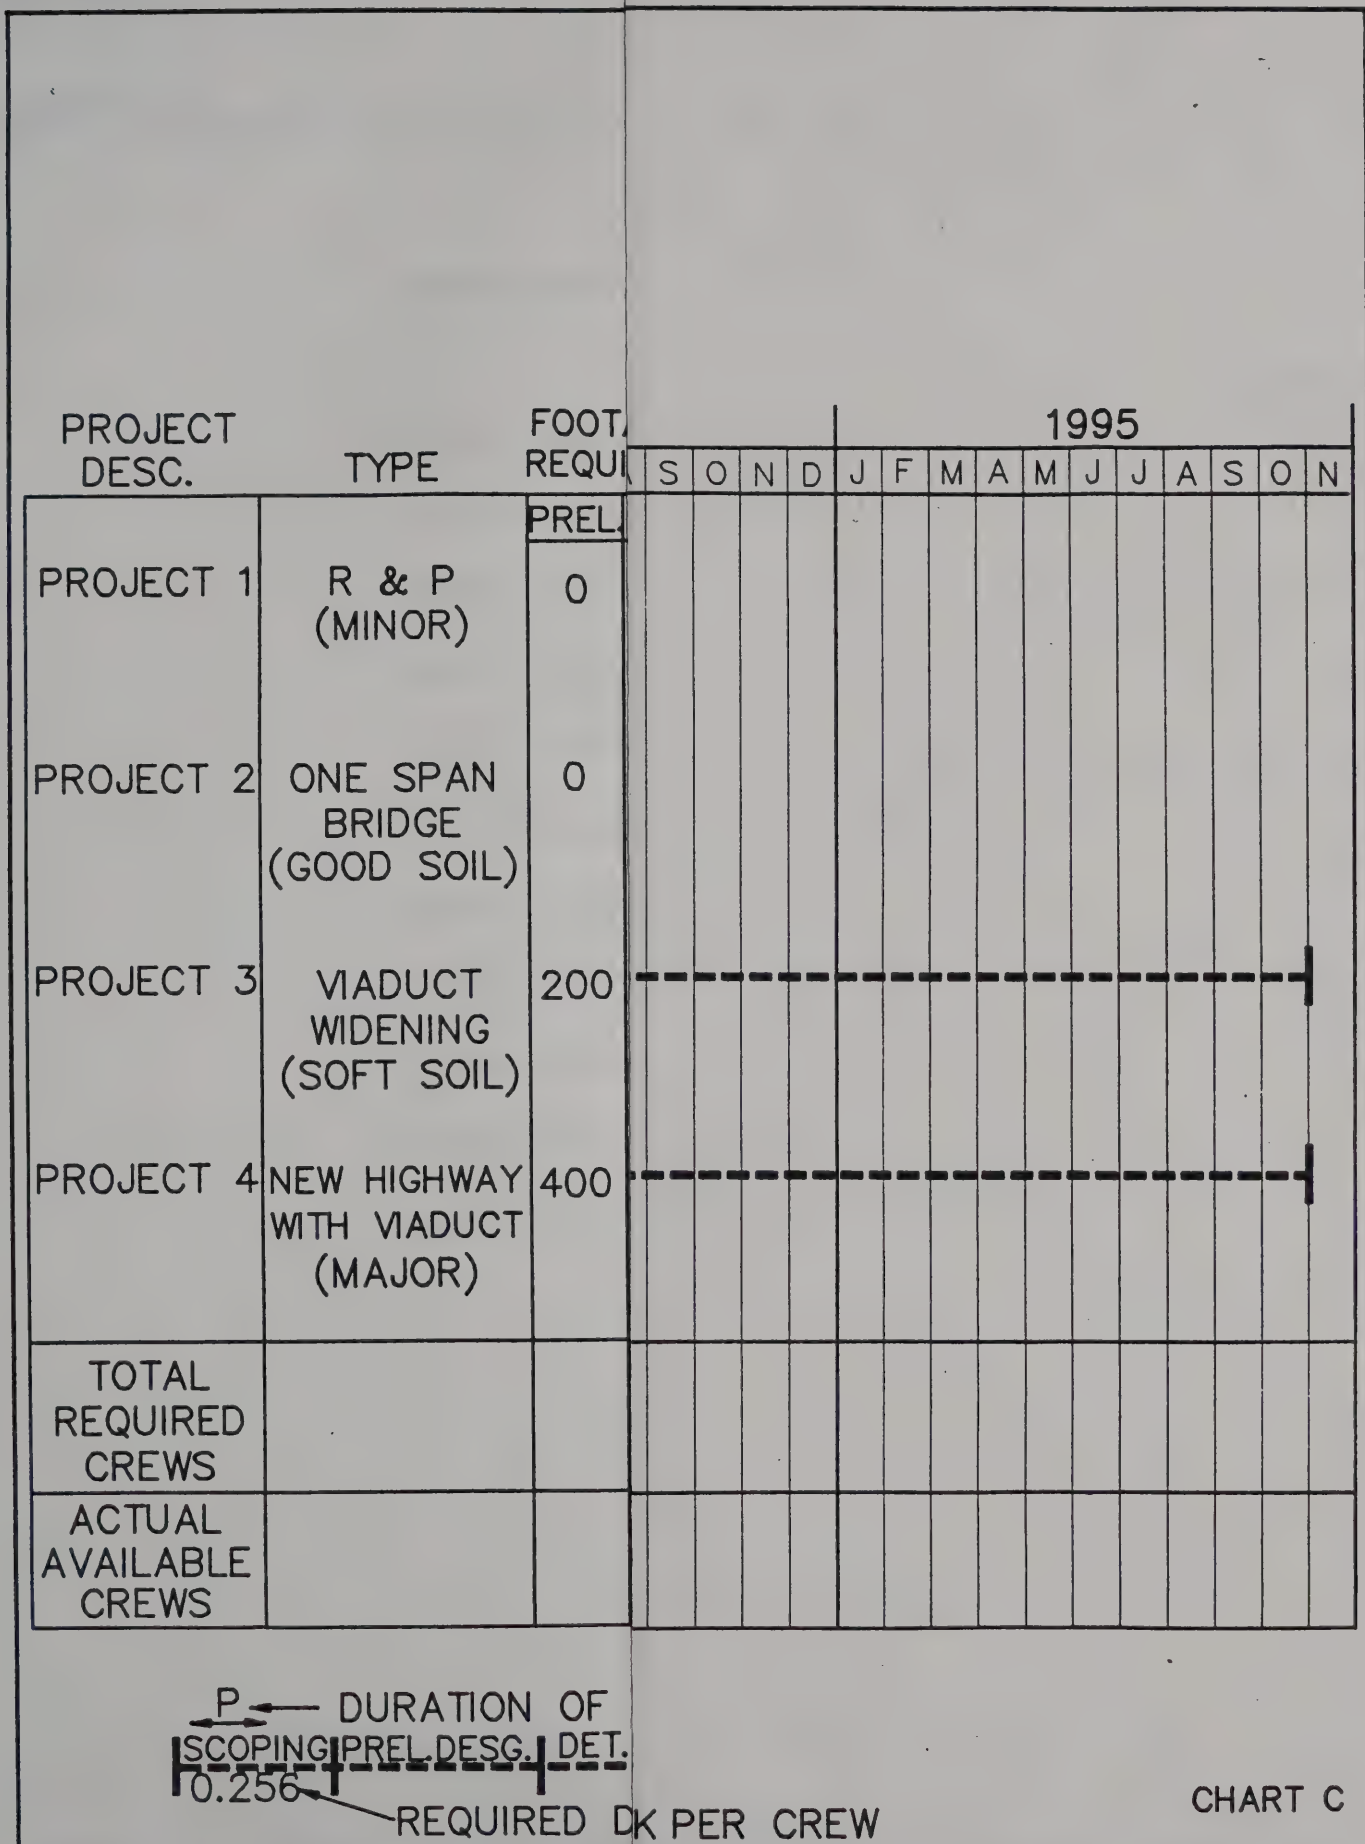 PROJECT DESC.
TYPE
FOOT
REQUI
1995
S O N D J F M A M J J A S O N
PREL.
PROJECT 1
R & P
(MINOR)
0
PROJECT 2
ONE SPAN
BRIDGE
(GOOD SOIL)
0
PROJECT 3
VIADUCT
WIDENING
(SOFT SOIL)
200
PROJECT 4
NEW HIGHWAY
WITH VIADUCT
(MAJOR)
400
TOTAL
REQUIRED
CREWS
ACTUAL
AVAILABLE
CREWS
P DURATION OF
SCOPING PREL.DESG. DET.
0.256
REQUIRED DK PER CREW
CHART C